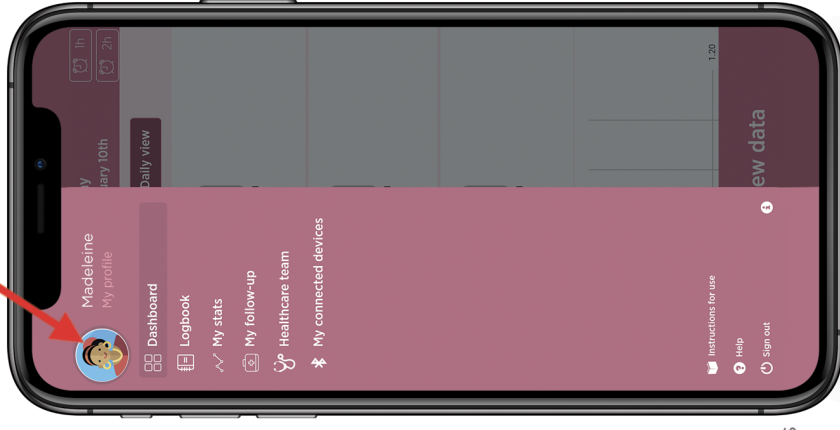 Madeleine
My profile
Dashboard
Logbook
My stats
My follow-up
Healthcare team
My connected devices
Instructions for use
Help
Sign out
1h
2h
10th
Daily view
1.20
data